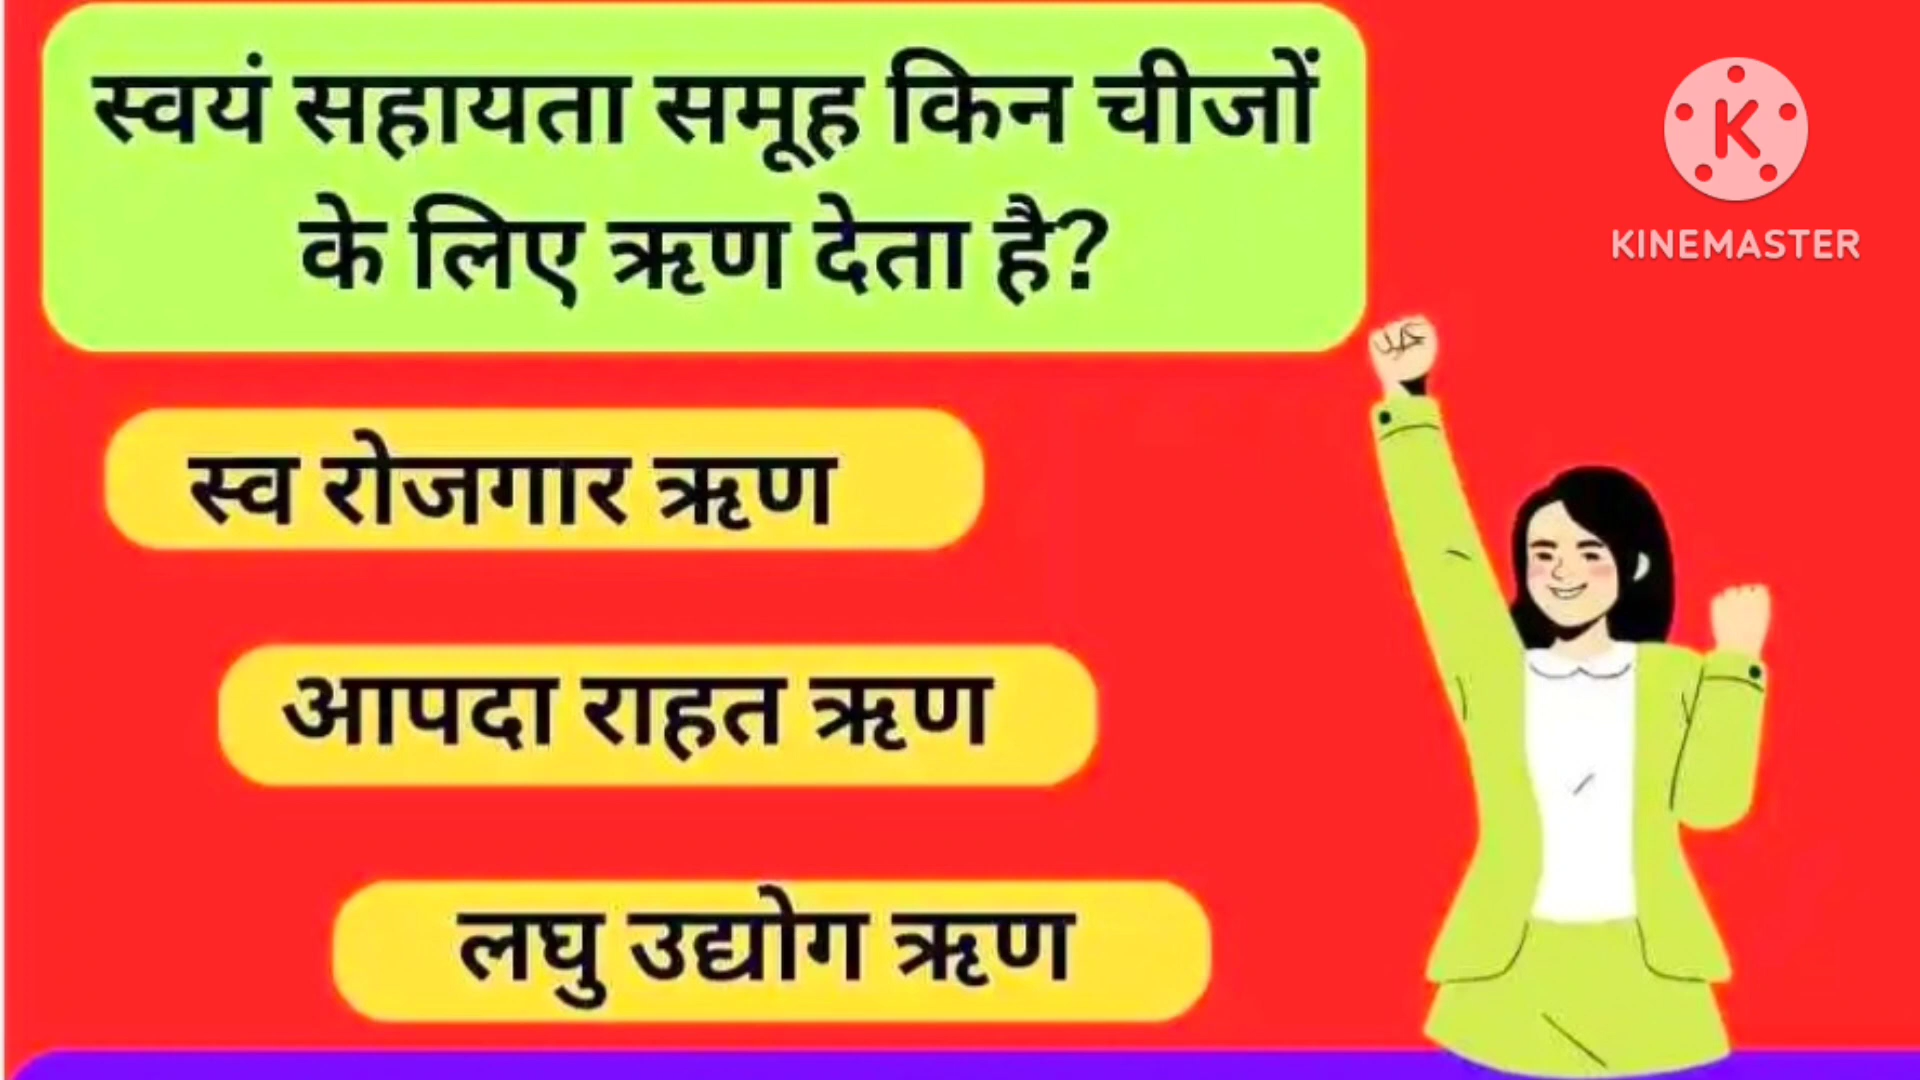 स्वयं सहायता समूह किन चीजों
के लिए ऋण देता है?
K
KINEMASTER
स्व रोजगार ऋण
आपदा राहत ऋण
लघु उद्योग ऋण